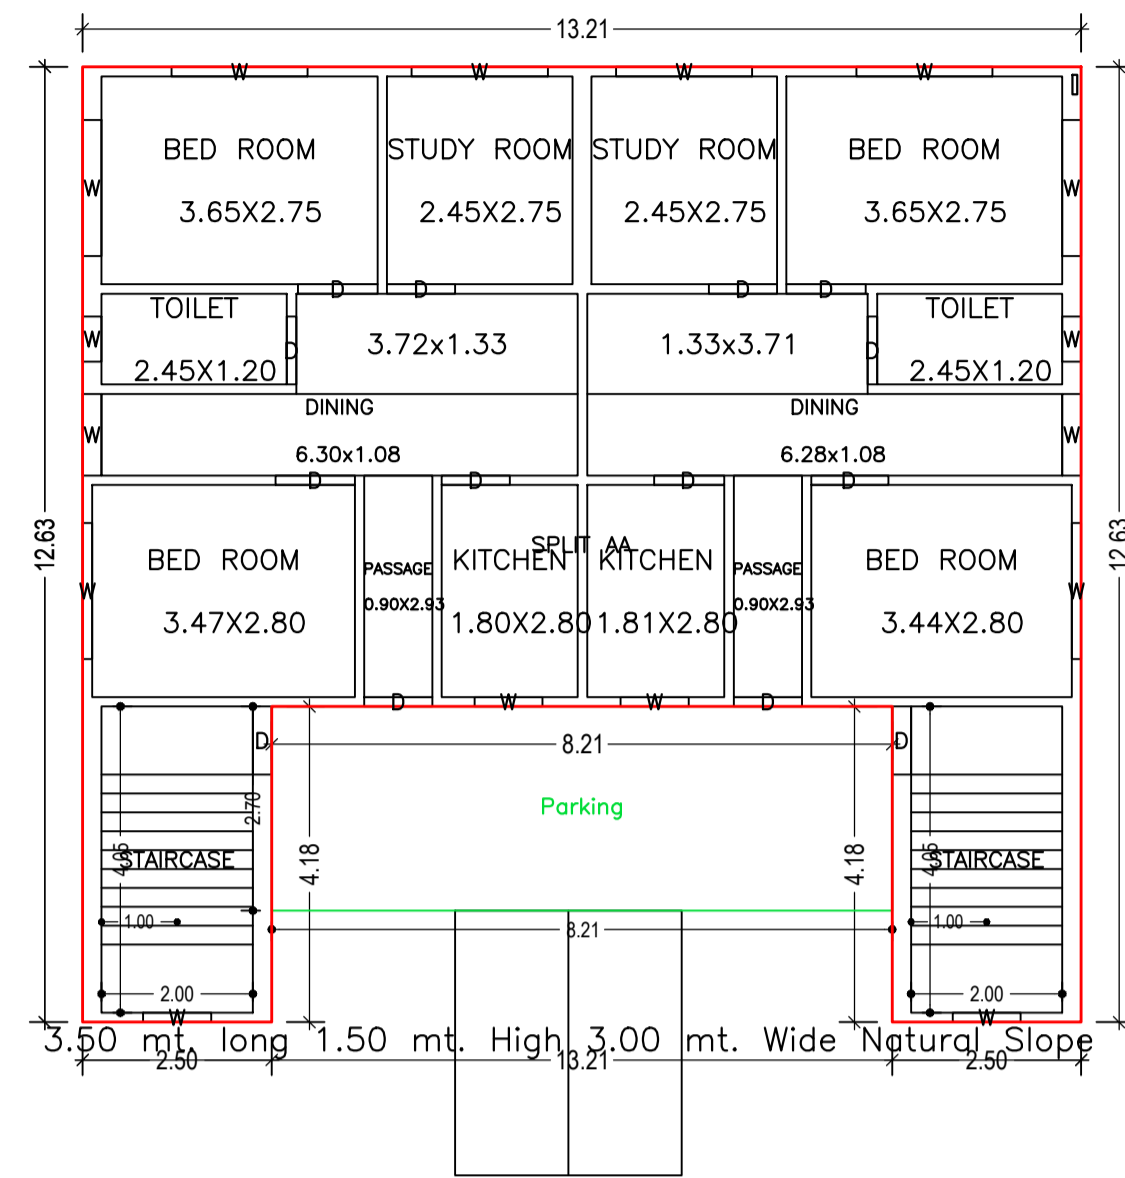 13.21
W W W W
BED ROOM STUDY ROOM STUDY ROOM BED ROOM
W W
3.65X2.75 2.45X2.75 2.45X2.75 3.65X2.75
D D D D
TOILET TOILET
W 3.72x1.33 1.33x3.71 W
D D
2.45X1.20 2.45X1.20
DINING DINING
W W
6.30x1.08 6.28x1.08
D D D D
12.63 12.63
SPLIT AA
BED ROOM KITCHEN KITCHEN BED ROOM
PASSAGE PASSAGE
W W
0.90X2.93 0.90X2.93
3.47X2.80 1.80X2.80 1.81X2.80 3.44X2.80
D W W D
D 8.21 D
2.70 Parking
4.05 4.18 4.18 4.05
STAIRCASE STAIRCASE
1.00 8.21 1.00
2.00 2.00
W W
3.50 mt. long 1.50 mt. High 3.00 mt. Wide Natural Slope
2.50 13.21 2.50